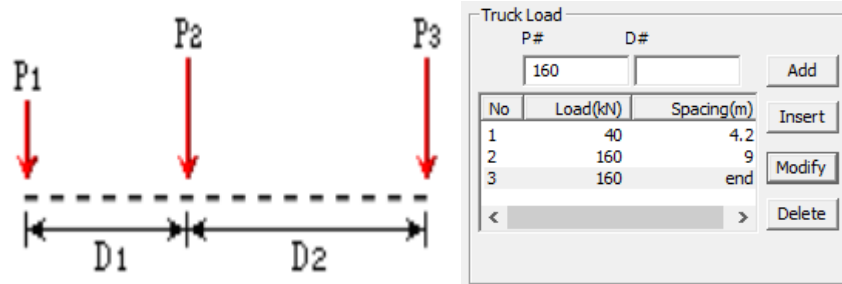 P1
P2
P3
D1
D2
Truck Load
P# D#
160
Add
No Load(kN) Spacing(m)
1 40 4.2
2 160 9
3 160 end
Insert
Modify
Delete